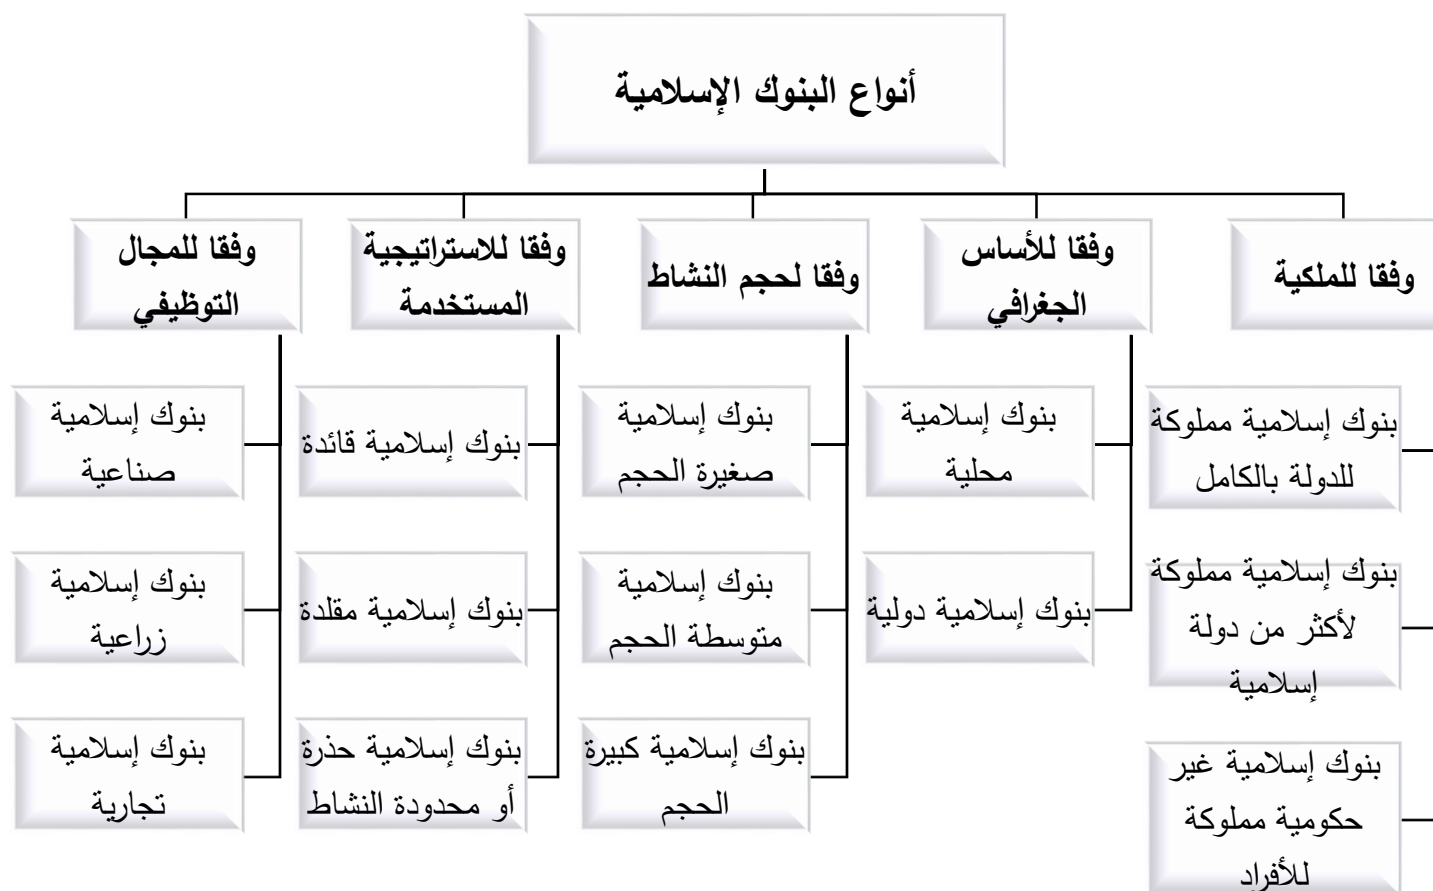 أنواع البنوك الإسلامية
وفقا للملكية
بنوك إسلامية مملوكة
للدولة بالكامل
بنوك إسلامية مملوكة
لأكثر من دولة
إسلامية
بنوك إسلامية غير
حكومية مملوكة
للأفراد
وفقا للأساس
الجغرافي
بنوك إسلامية
محلية
بنوك إسلامية دولية
وفقا لحجم النشاط
بنوك إسلامية
صغيرة الحجم
بنوك إسلامية
متوسطة الحجم
بنوك إسلامية كبيرة
الحجم
وفقا للاستراتيجية
المستخدمة
بنوك إسلامية قائدة
بنوك إسلامية مقلدة
بنوك إسلامية حذرة
أو محدودة النشاط
وفقا للمجال
التوظيفي
بنوك إسلامية
صناعية
بنوك إسلامية
زراعية
بنوك إسلامية
تجارية